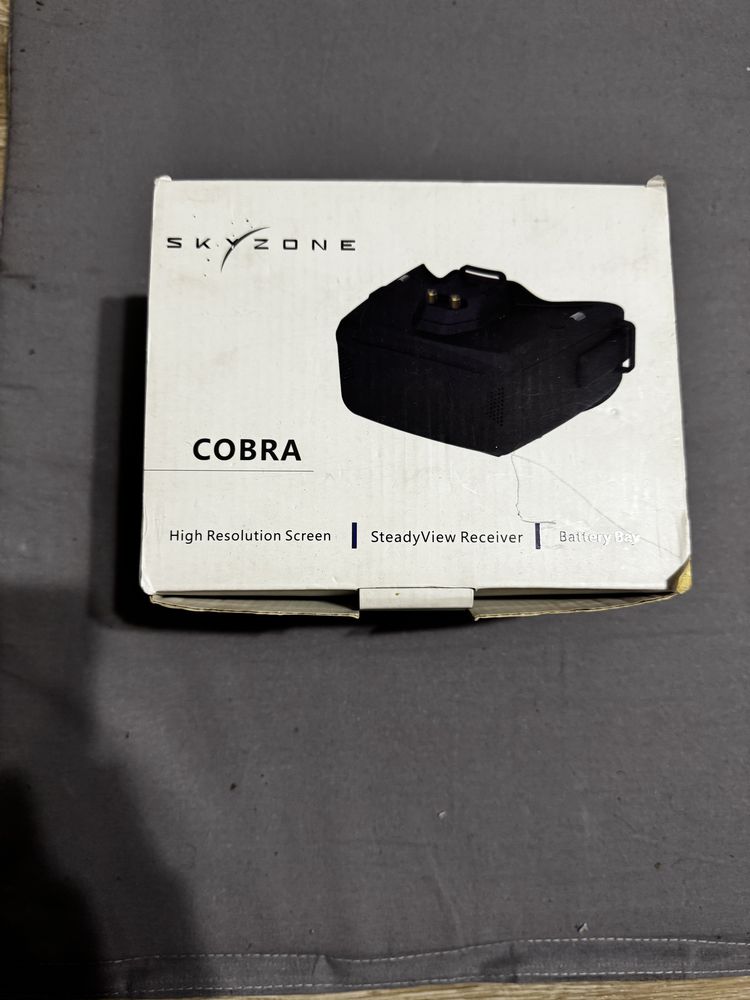 SKYZONE
COBRA
High Resolution Screen | SteadyView Receiver | Battery Bay